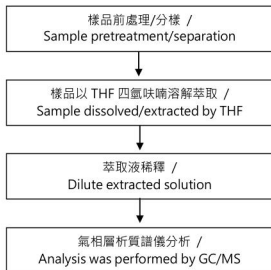 樣品前處理/分樣 /
Sample pretreatment/separation
樣品以 THF 四氫呋喃溶解萃取 /
Sample dissolved/extracted by THF
萃取液稀釋 /
Dilute extracted solution
氣相層析質譜儀分析 /
Analysis was performed by GC/MS